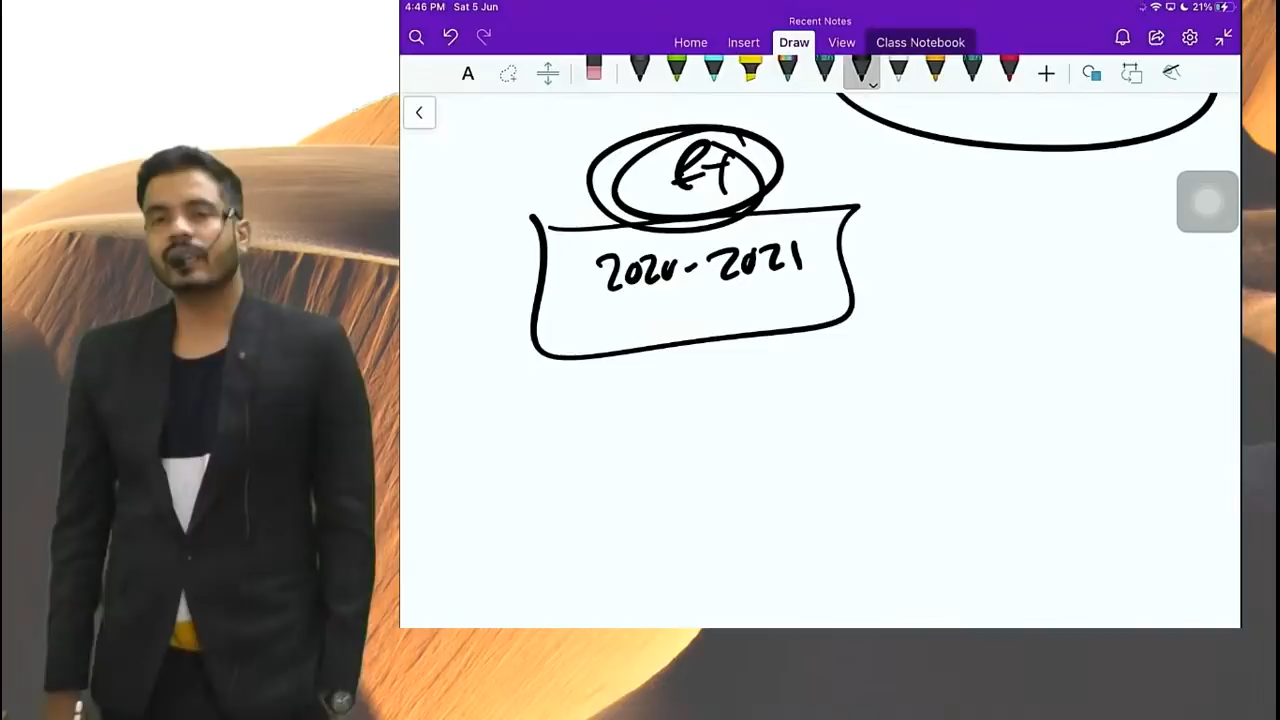 4:46 PM Sat 5 Jun
21%
Recent Notes
Home Insert Draw View Class Notebook
A
2020-2021